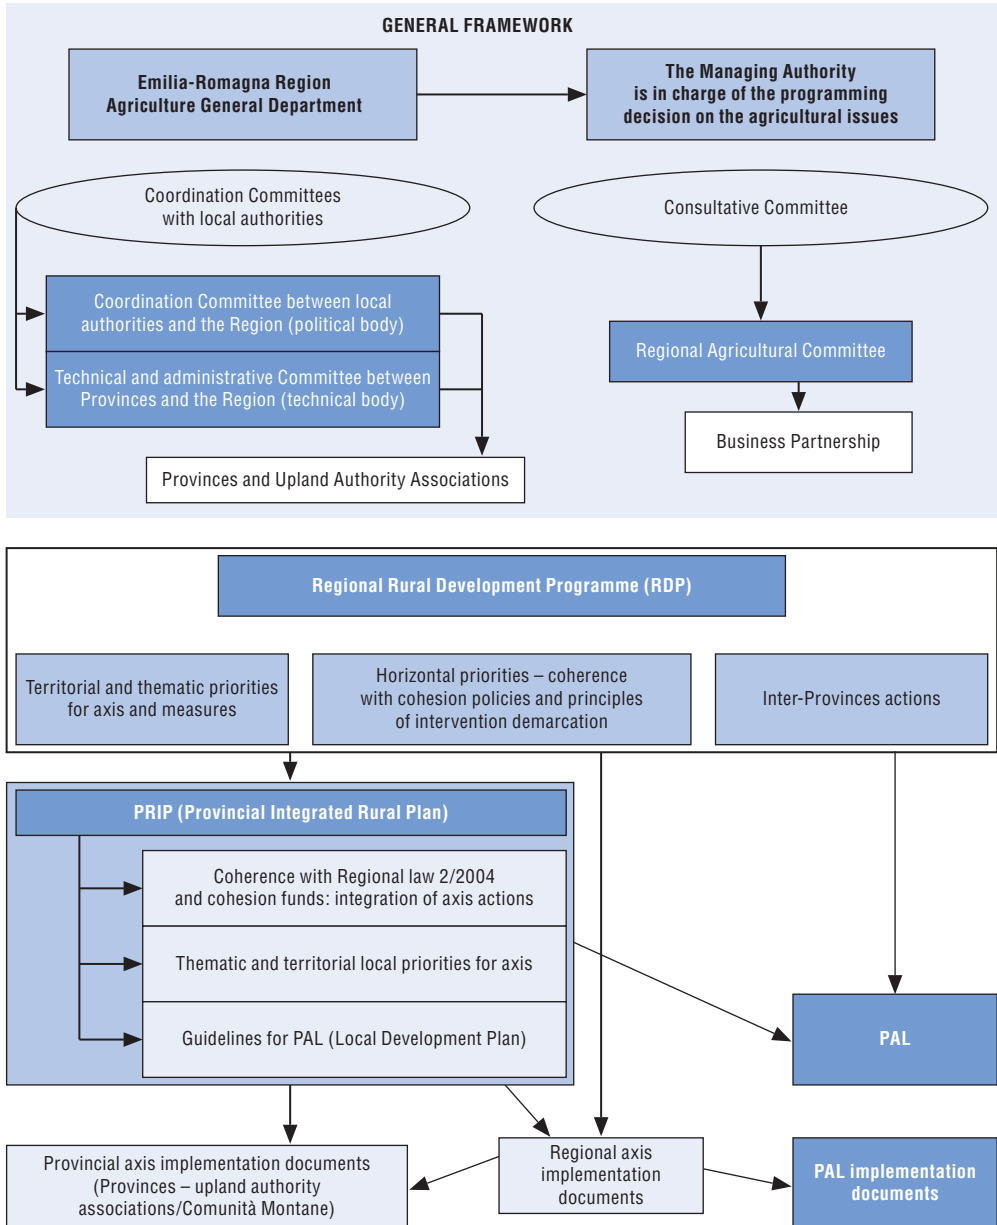 GENERAL FRAMEWORK
Emilia-Romagna Region
Agriculture General Department
The Managing Authority
is in charge of the programming
decision on the agricultural issues
Coordination Committees
with local authorities
Consultative Committee
Coordination Committee between local
authorities and the Region (political body)
Technical and administrative Committee between
Provinces and the Region (technical body)
Regional Agricultural Committee
Business Partnership
Provinces and Upland Authority Associations
Regional Rural Development Programme (RDP)
Territorial and thematic priorities
for axis and measures
Horizontal priorities – coherence
with cohesion policies and principles
of intervention demarcation
Inter-Provinces actions
PRIP (Provincial Integrated Rural Plan)
Coherence with Regional law 2/2004
and cohesion funds: integration of axis actions
Thematic and territorial local priorities for axis
Guidelines for PAL (Local Development Plan)
PAL
Provincial axis implementation documents
(Provinces – upland authority
associations/Comunità Montane)
Regional axis
implementation
documents
PAL implementation
documents